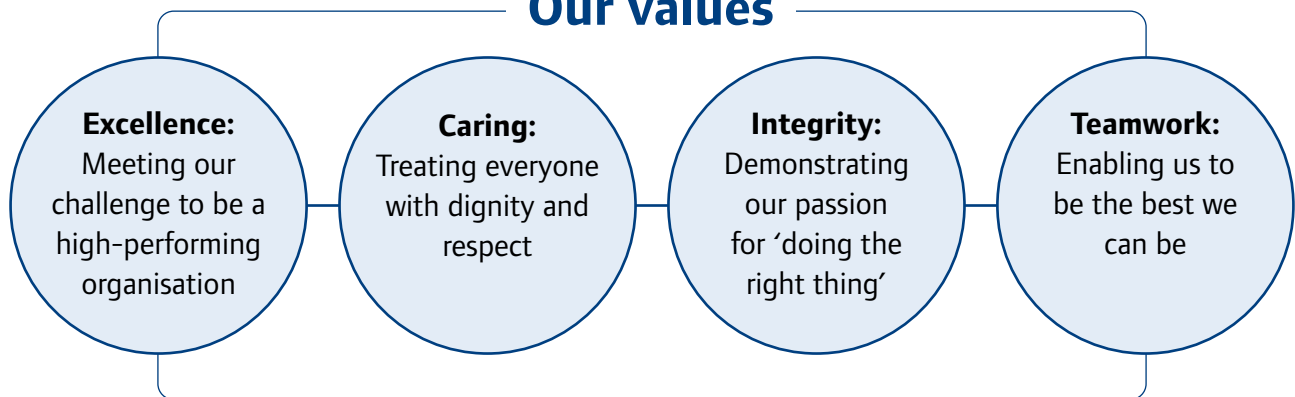 Our values
Excellence:
Meeting our
challenge to be a
high-performing
organisation
Caring:
Treating everyone
with dignity and
respect
Integrity:
Demonstrating
our passion
for ‘doing the
right thing’
Teamwork:
Enabling us to
be the best we
can be